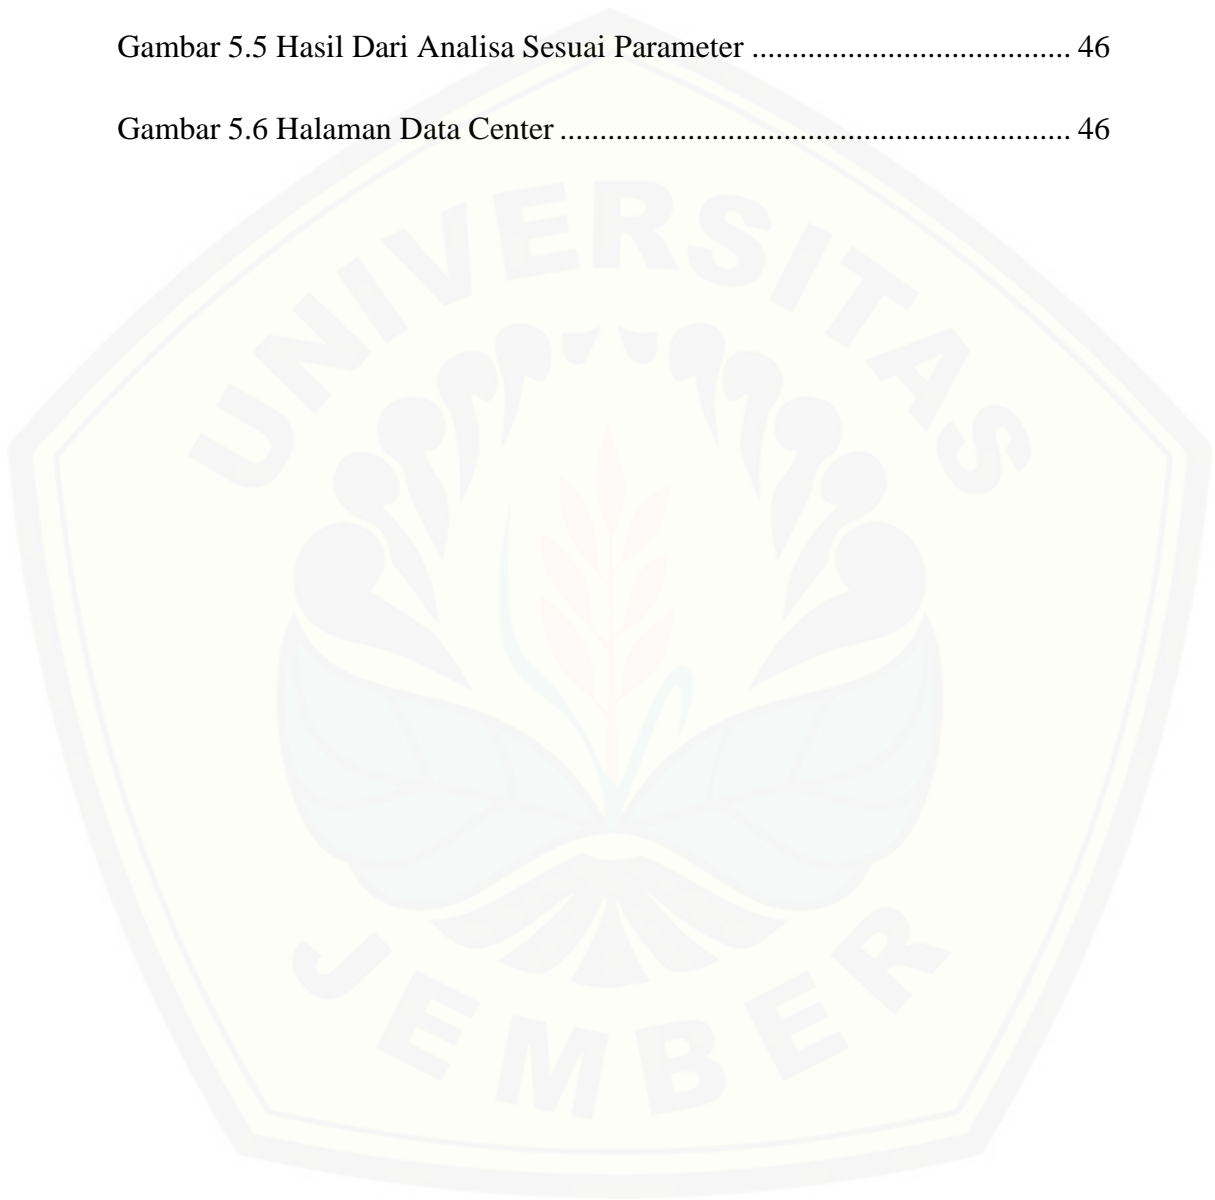 Gambar 5.5 Hasil Dari Analisa Sesuai Parameter ........................................ 46
Gambar 5.6 Halaman Data Center ................................................................ 46
UNIVERSITAS
JEMBER